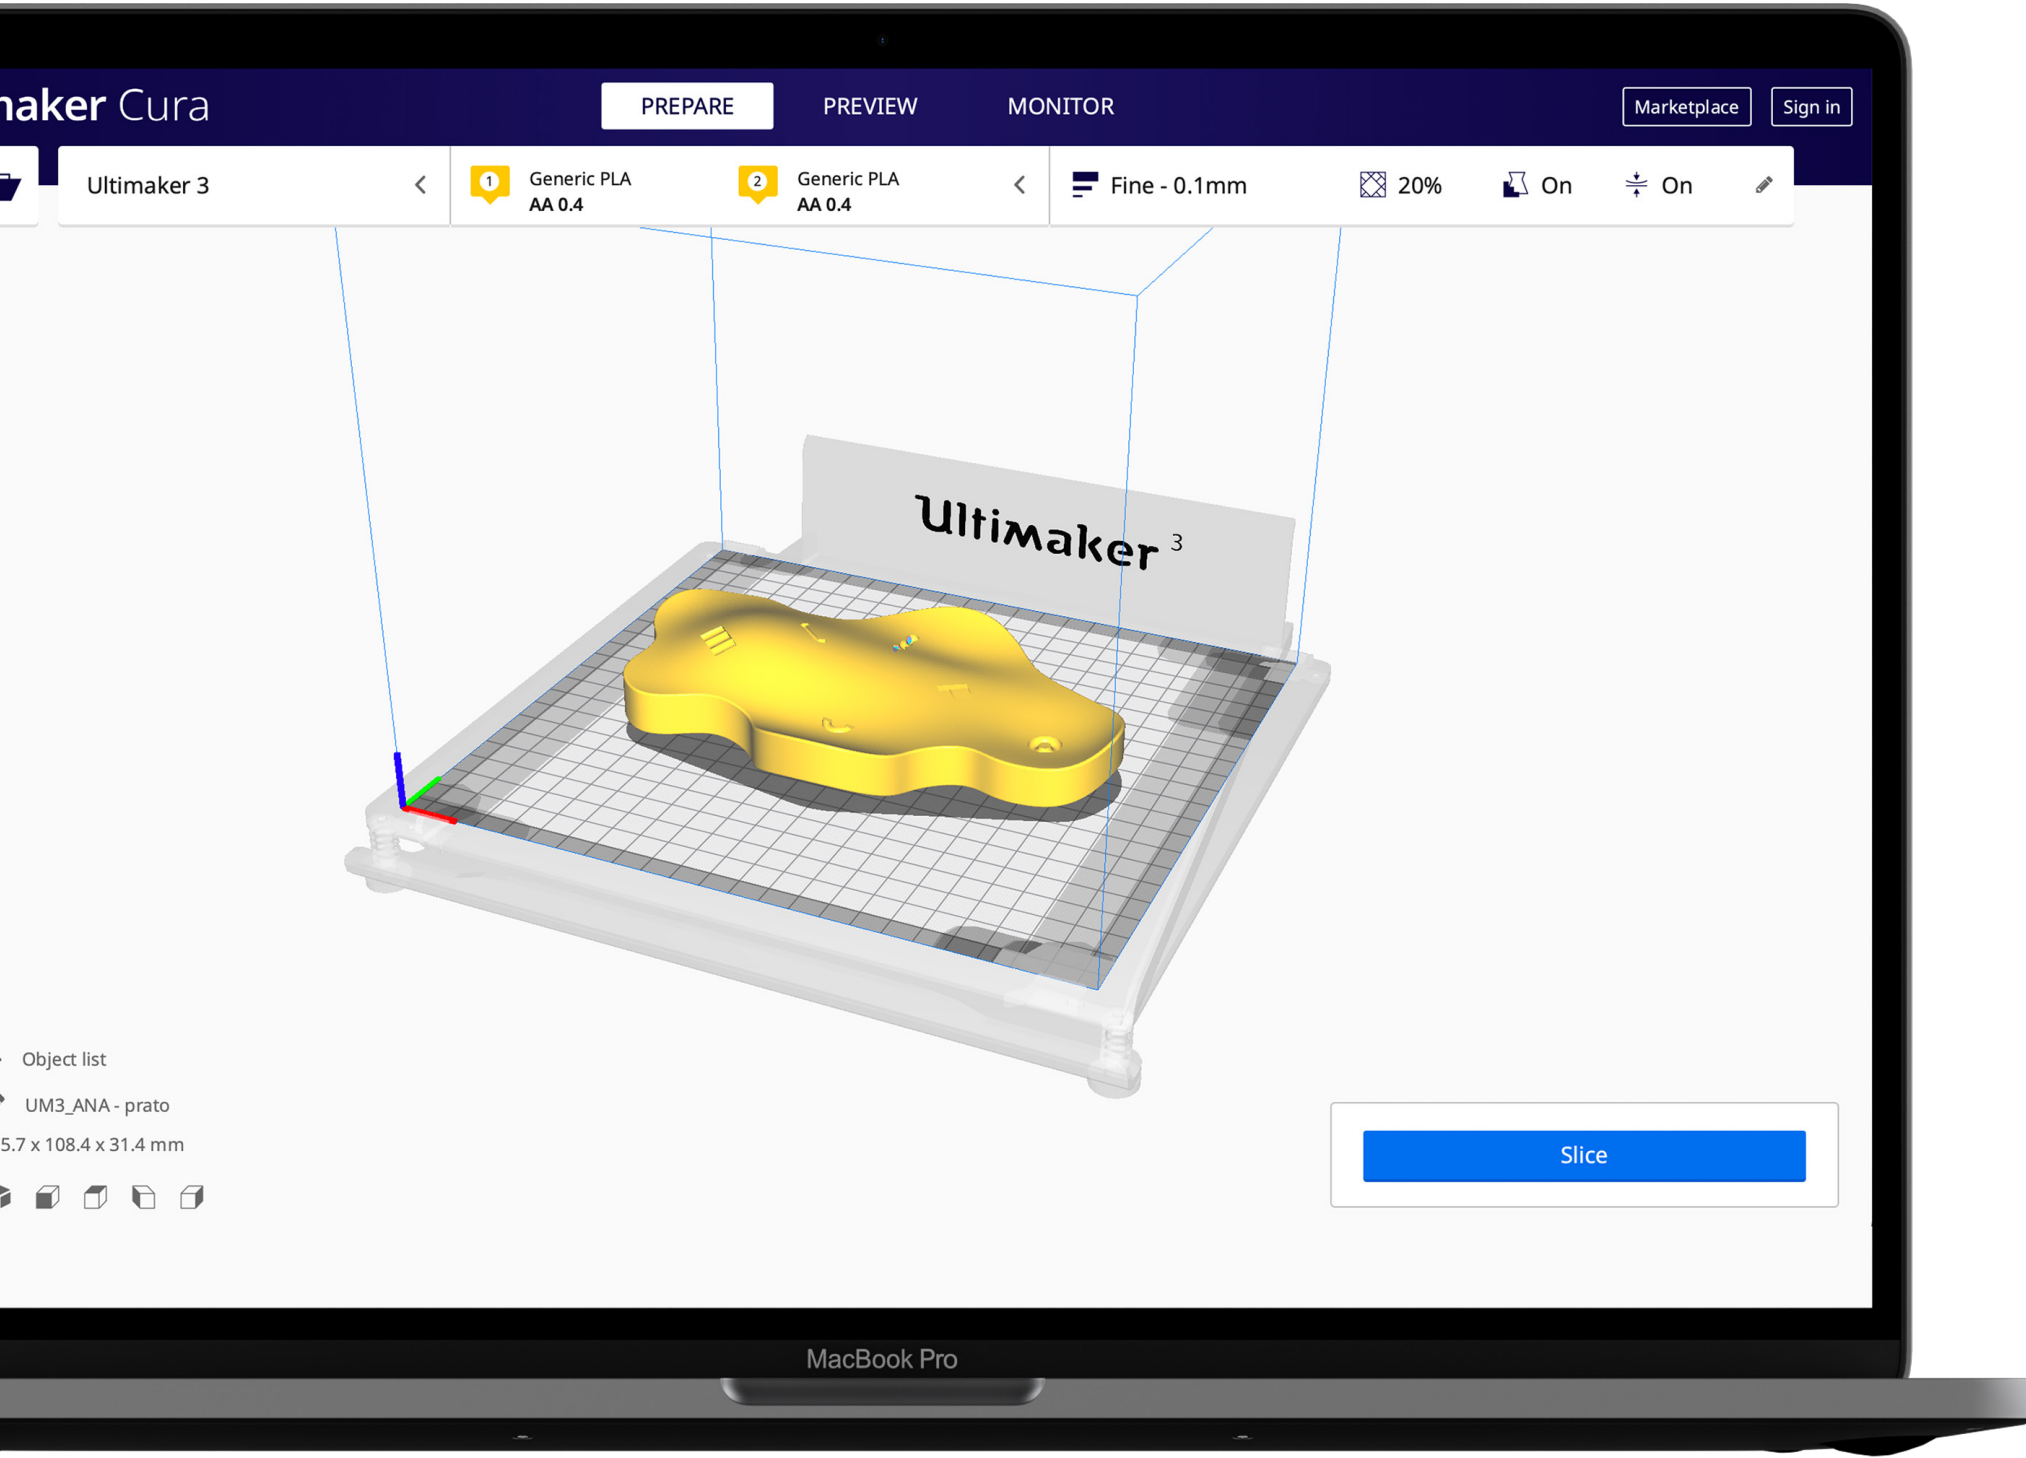 maker Cura
PREPARE
PREVIEW
MONITOR
Marketplace
Sign in
Ultimaker 3
1
Generic PLA
AA 0.4
2
Generic PLA
AA 0.4
Fine - 0.1mm
20%
On
On
Ultimaker 3
Object list
UM3_ANA - prato
5.7 x 108.4 x 31.4 mm
Slice
MacBook Pro